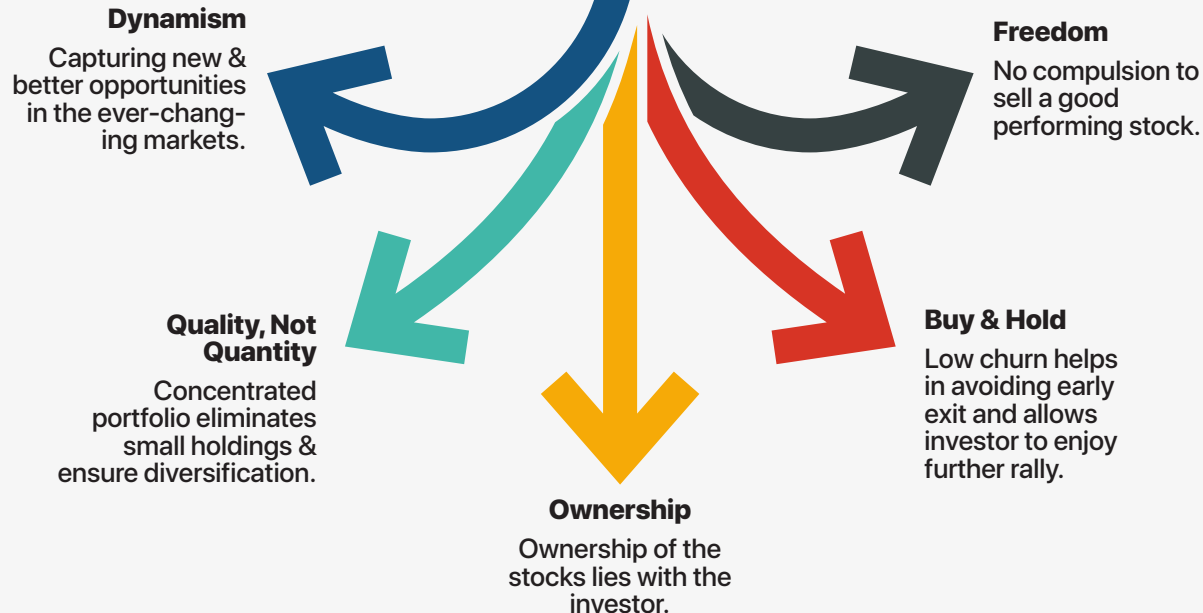 Dynamism
Capturing new &
better opportunities
in the ever-chang-
ing markets.
Freedom
No compulsion to
sell a good
performing stock.
Quality, Not
Quantity
Concentrated
portfolio eliminates
small holdings &
ensure diversification.
Buy & Hold
Low churn helps
in avoiding early
exit and allows
investor to enjoy
further rally.
Ownership
Ownership of the
stocks lies with the
investor.